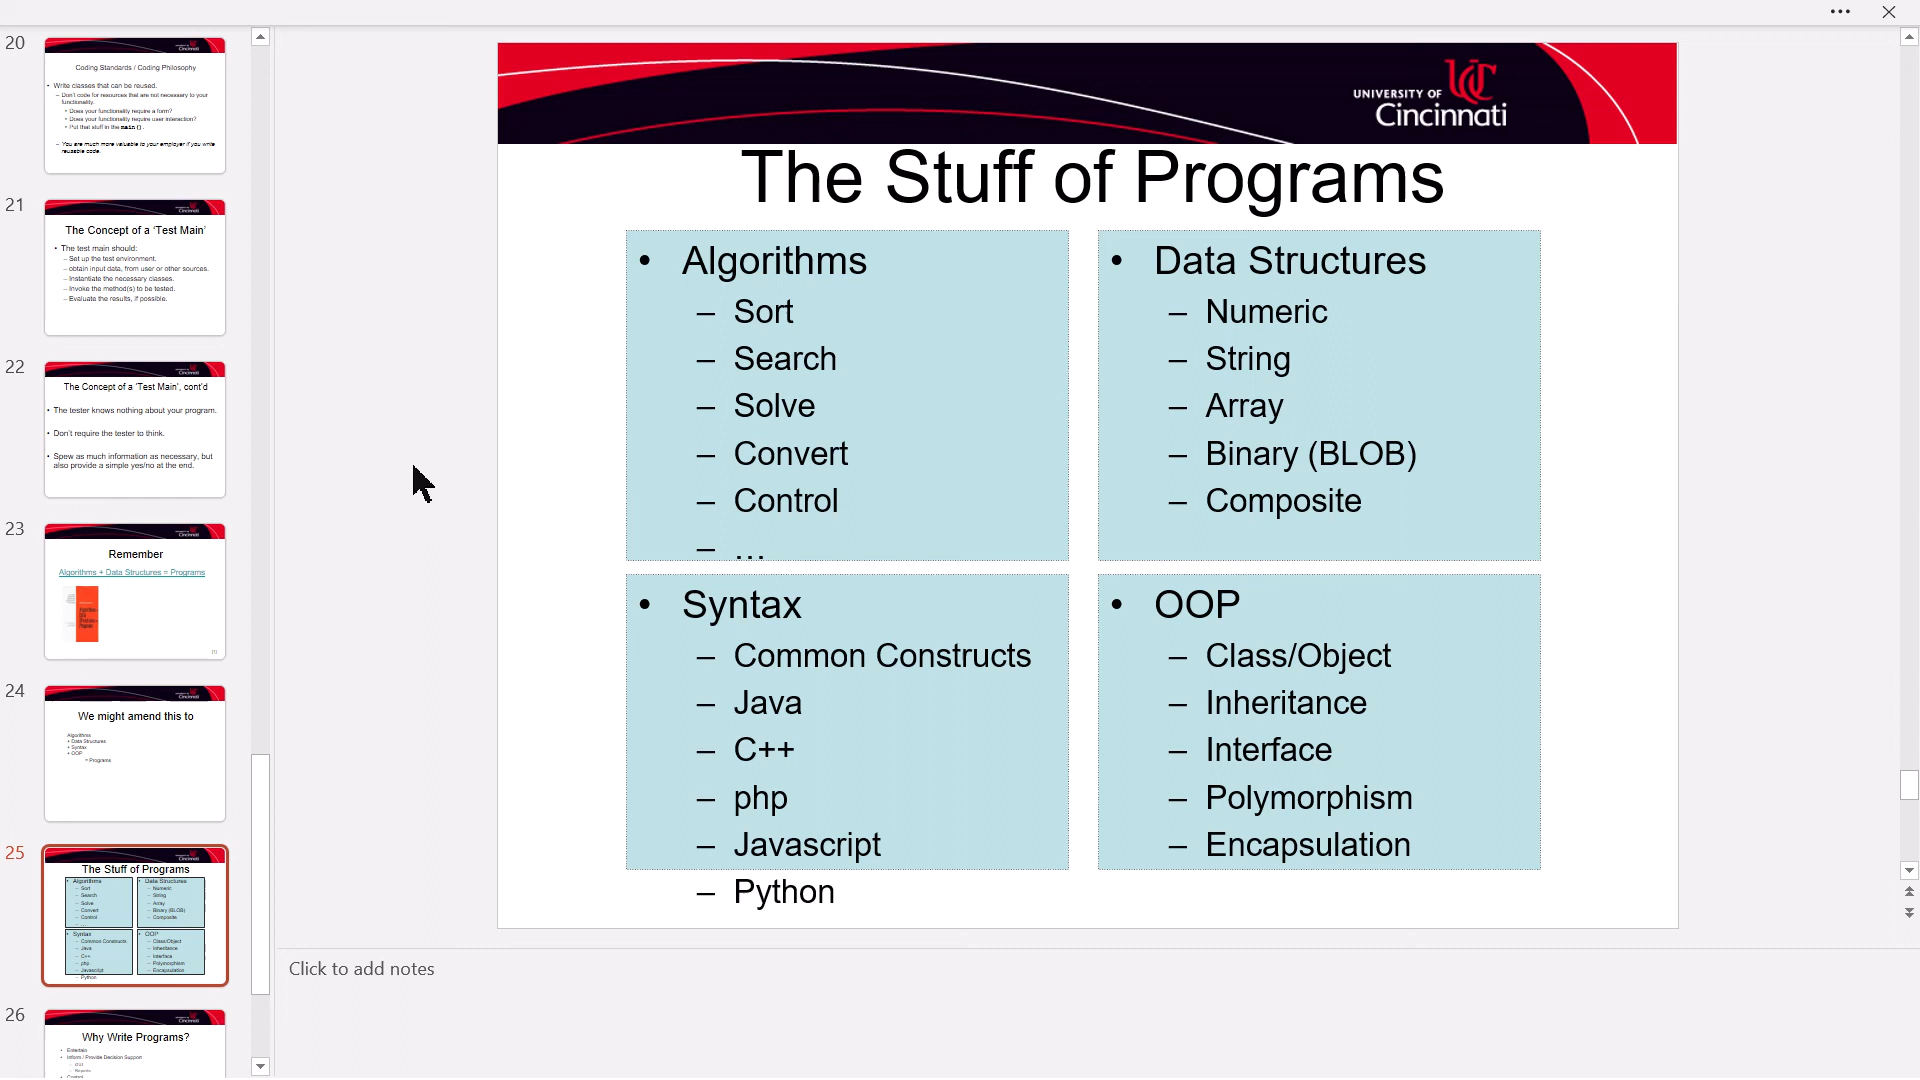 20
Coding Standards / Coding Philosophy
• Write classes that can be reused.
– Don't code for resources that are not necessary to your
functionality.
• Does your functionality require a form?
• Does your functionality require user interaction?
• Put that stuff in the main().
– You are much more valuable to your employer if you write
reusable code.
21
The Concept of a 'Test Main'
• The test main should:
– Set up the test environment.
– obtain input data, from user or other sources.
– Instantiate the necessary classes.
– Invoke the method(s) to be tested.
– Evaluate the results, if possible.
22
The Concept of a 'Test Main', cont'd
• The tester knows nothing about your program.
• Don't require the tester to think.
• Spew as much information as necessary, but
also provide a simple yes/no at the end.
23
Remember
Algorithms + Data Structures = Programs
24
We might amend this to
Algorithms
+ Data Structures
+ Syntax
+ OOP
= Programs
25
The Stuff of Programs
• Algorithms
– Sort
– Search
– Solve
– Convert
– Control
– ...
• Data Structures
– Numeric
– String
– Array
– Binary (BLOB)
– Composite
• Syntax
– Common Constructs
– Java
– C++
– php
– Javascript
– Python
• OOP
– Class/Object
– Inheritance
– Interface
– Polymorphism
– Encapsulation
26
Why Write Programs?
• Entertain
• Inform / Provide Decision Support
– GUI
– Reports
• Control
UNIVERSITY OF
Cincinnati
The Stuff of Programs
• Algorithms
– Sort
– Search
– Solve
– Convert
– Control
– ...
• Data Structures
– Numeric
– String
– Array
– Binary (BLOB)
– Composite
• Syntax
– Common Constructs
– Java
– C++
– php
– Javascript
– Python
• OOP
– Class/Object
– Inheritance
– Interface
– Polymorphism
– Encapsulation
Click to add notes